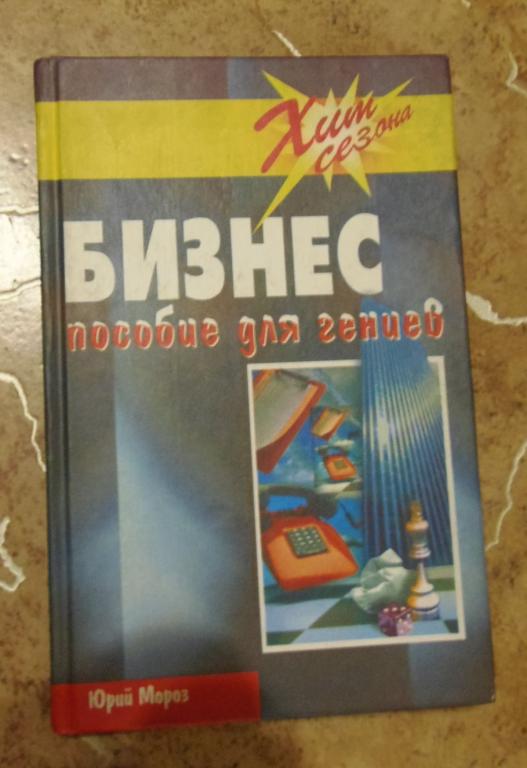 Хит
сезона
БИЗНЕС
пособие для гениев
Юрий Мороз